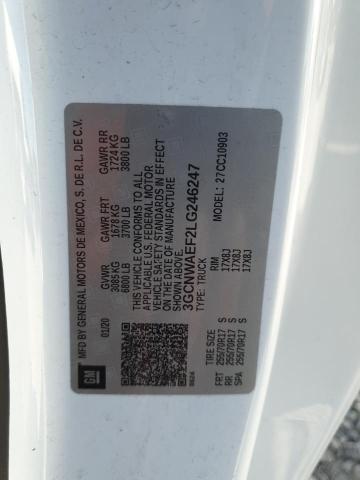 GM
MFD BY GENERAL MOTORS DE MEXICO, S. DE R.L. DE C.V.
01/20 GVWR GAWR FRT GAWR RR
3085 KG 1678 KG 1724 KG
6800 LB 3700 LB 3800 LB
THIS VEHICLE CONFORMS TO ALL
APPLICABLE U.S. FEDERAL MOTOR
VEHICLE SAFETY STANDARDS IN EFFECT
ON THE DATE OF MANUFACTURE
SHOWN ABOVE.
3GCNWAEF2LG246247
TYPE: TRUCK MODEL: 27CC10903
TIRE SIZE RIM
FRT 255/70R17 S 17X8J
RR 255/70R17 S 17X8J
SPA 255/70R17 S 17X8J